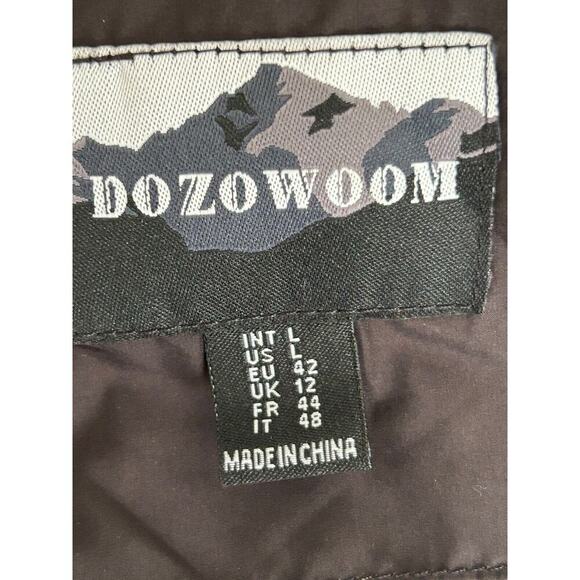 DOZOWOOM
INT L
US L
EU 42
UK 12
FR 44
IT 48
MADE IN CHINA